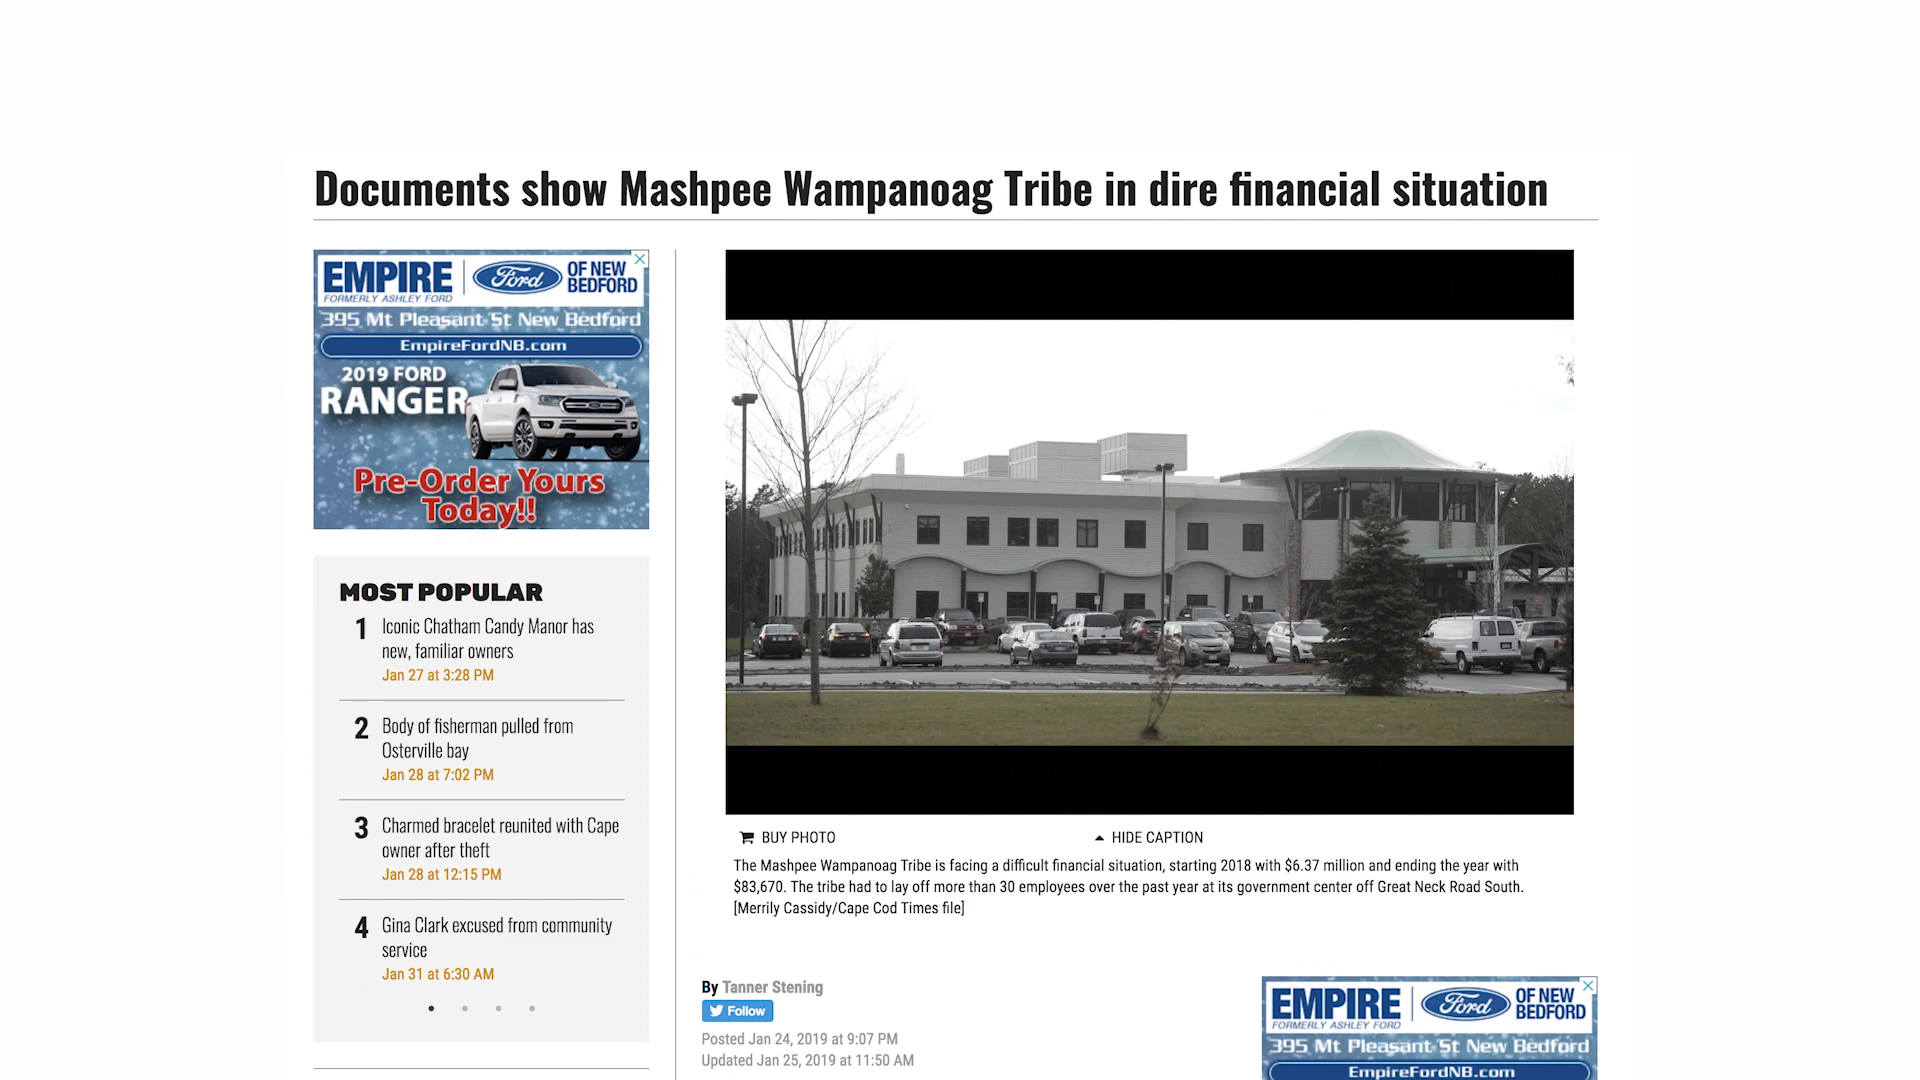 Documents show Mashpee Wampanoag Tribe in dire financial situation
EMPIRE Ford OF NEW BEDFORD
FORMERLY ASHLEY FORD
395 Mt Pleasant St New Bedford
EmpireFordNB.com
2019 FORD
RANGER
Pre-Order Yours
Today!!
MOST POPULAR
1 Iconic Chatham Candy Manor has
new, familiar owners
Jan 27 at 3:28 PM
2 Body of fisherman pulled from
Osterville bay
Jan 28 at 7:02 PM
3 Charmed bracelet reunited with Cape
owner after theft
Jan 28 at 12:15 PM
4 Gina Clark excused from community
service
Jan 31 at 6:30 AM
BUY PHOTO
HIDE CAPTION
The Mashpee Wampanoag Tribe is facing a difficult financial situation, starting 2018 with $6.37 million and ending the year with
$83,670. The tribe had to lay off more than 30 employees over the past year at its government center off Great Neck Road South.
[Merrily Cassidy/Cape Cod Times file]
By Tanner Stening
Follow
Posted Jan 24, 2019 at 9:07 PM
Updated Jan 25, 2019 at 11:50 AM
EMPIRE Ford OF NEW BEDFORD
FORMERLY ASHLEY FORD
395 Mt Pleasant St New Bedford
EmpireFordNB.com